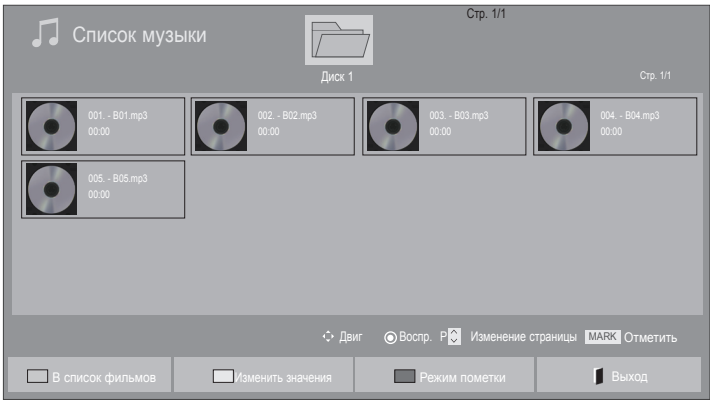 Стр. 1/1
Список музыки
Диск 1
Стр. 1/1
001. - B01.mp3
00:00
002. - B02.mp3
00:00
003. - B03.mp3
00:00
004. - B04.mp3
00:00
005. - B05.mp3
00:00
Двиг Воспр. P Изменение страницы MARK Отметить
В список фильмов Изменить значения Режим пометки Выход